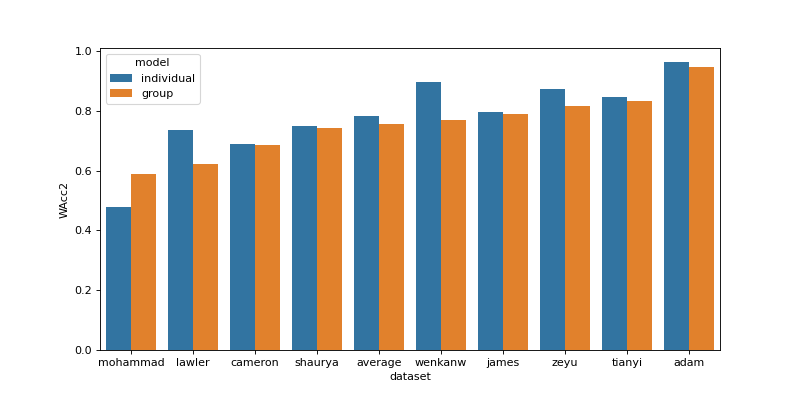 model
individual
group
1.0
0.8
0.6
0.4
0.2
0.0
WAcc2
mohammad lawler cameron shaurya average wenkanw james zeyu tianyi adam
dataset